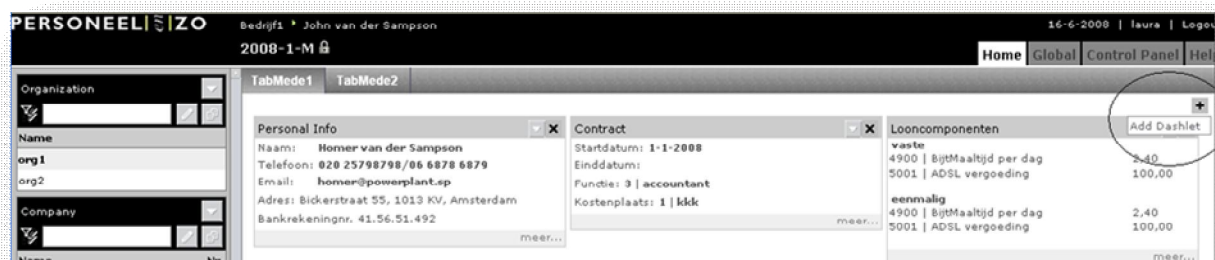 PERSONEEL|en|ZO
Bedrijf1 John van der Sampson
16-6-2008 | laura | Logou
2008-1-M
Home Global Control Panel Help
TabMede1 TabMede2
Organization
Name
org1
org2
Company
Name Nr
+
Add Dashlet
Personal Info X
Naam: Homer van der Sampson
Telefoon: 020 25798798/06 6878 6879
Email: homer@powerplant.sp
Adres: Bickerstraat 55, 1013 KV, Amsterdam
Bankrekeningnr. 41.56.51.492
meer...
Contract X
Startdatum: 1-1-2008
Einddatum:
Functie: 3 | accountant
Kostenplaats: 1 | kkk
meer...
Looncomponenten
vaste
4900 | BijtMaaltijd per dag 2,40
5001 | ADSL vergoeding 100,00
eenmalig
4900 | BijtMaaltijd per dag 2,40
5001 | ADSL vergoeding 100,00
meer...